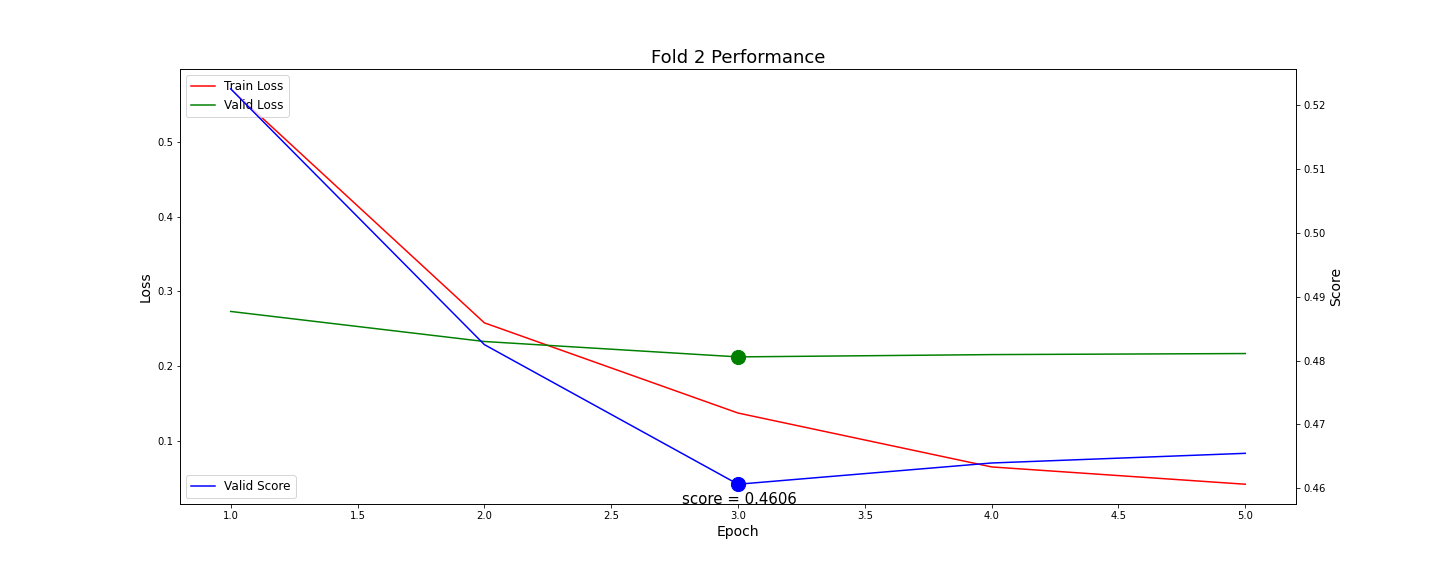 Fold 2 Performance
Train Loss
Valid Loss
Valid Score
score = 0.4606
Loss
0.5
0.4
0.3
0.2
0.1
Score
0.52
0.51
0.50
0.49
0.48
0.47
0.46
1.0 1.5 2.0 2.5 3.0 3.5 4.0 4.5 5.0
Epoch